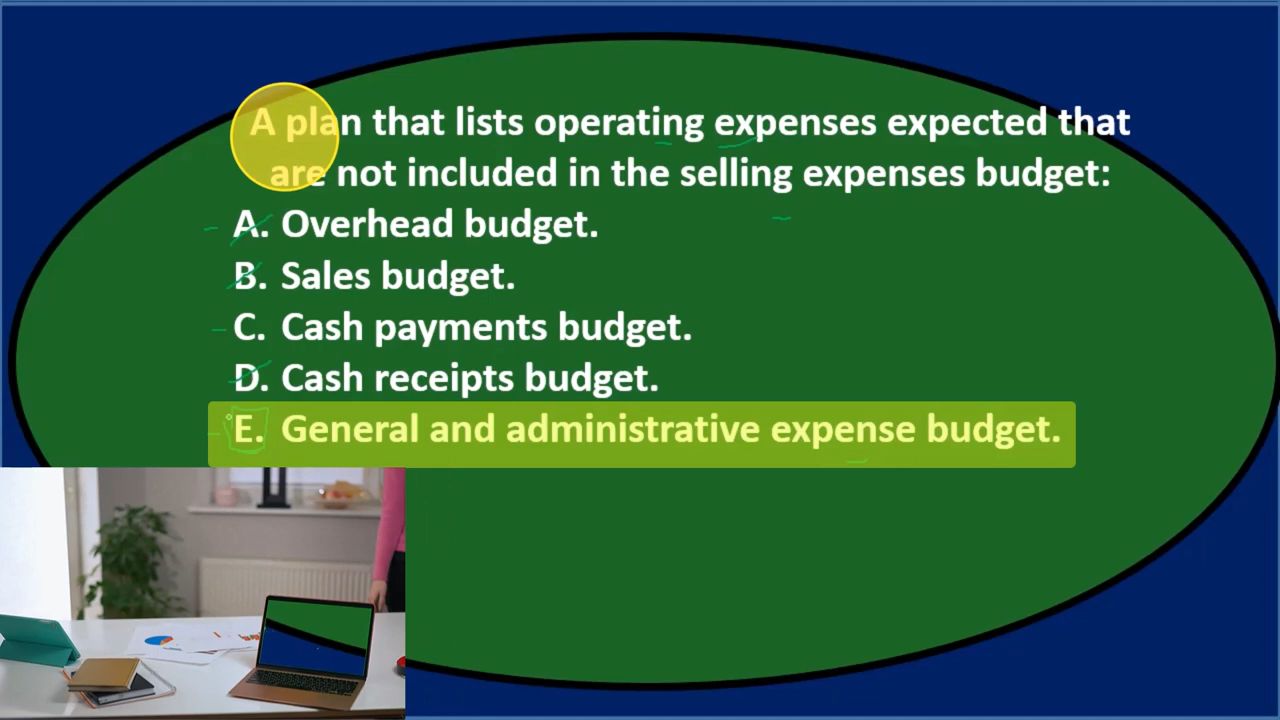 A plan that lists operating expenses expected that
are not included in the selling expenses budget:
A. Overhead budget.
B. Sales budget.
C. Cash payments budget.
D. Cash receipts budget.
E. General and administrative expense budget.